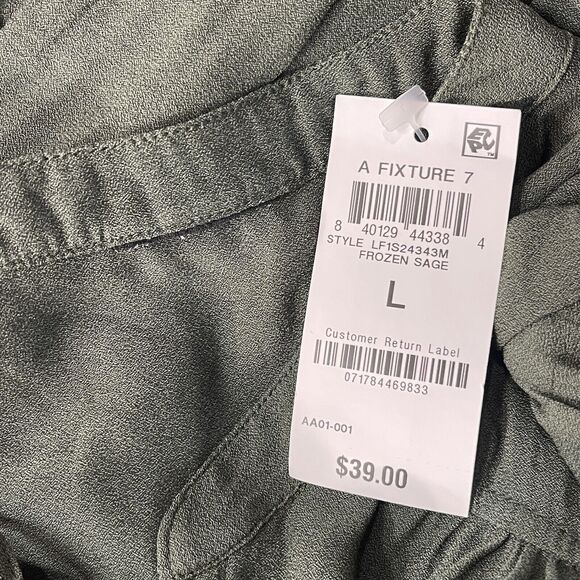 A FIXTURE 7
8 40129 44338 4
STYLE LF1S24343M
FROZEN SAGE
L
Customer Return Label
071784469833
AA01-001
$39.00